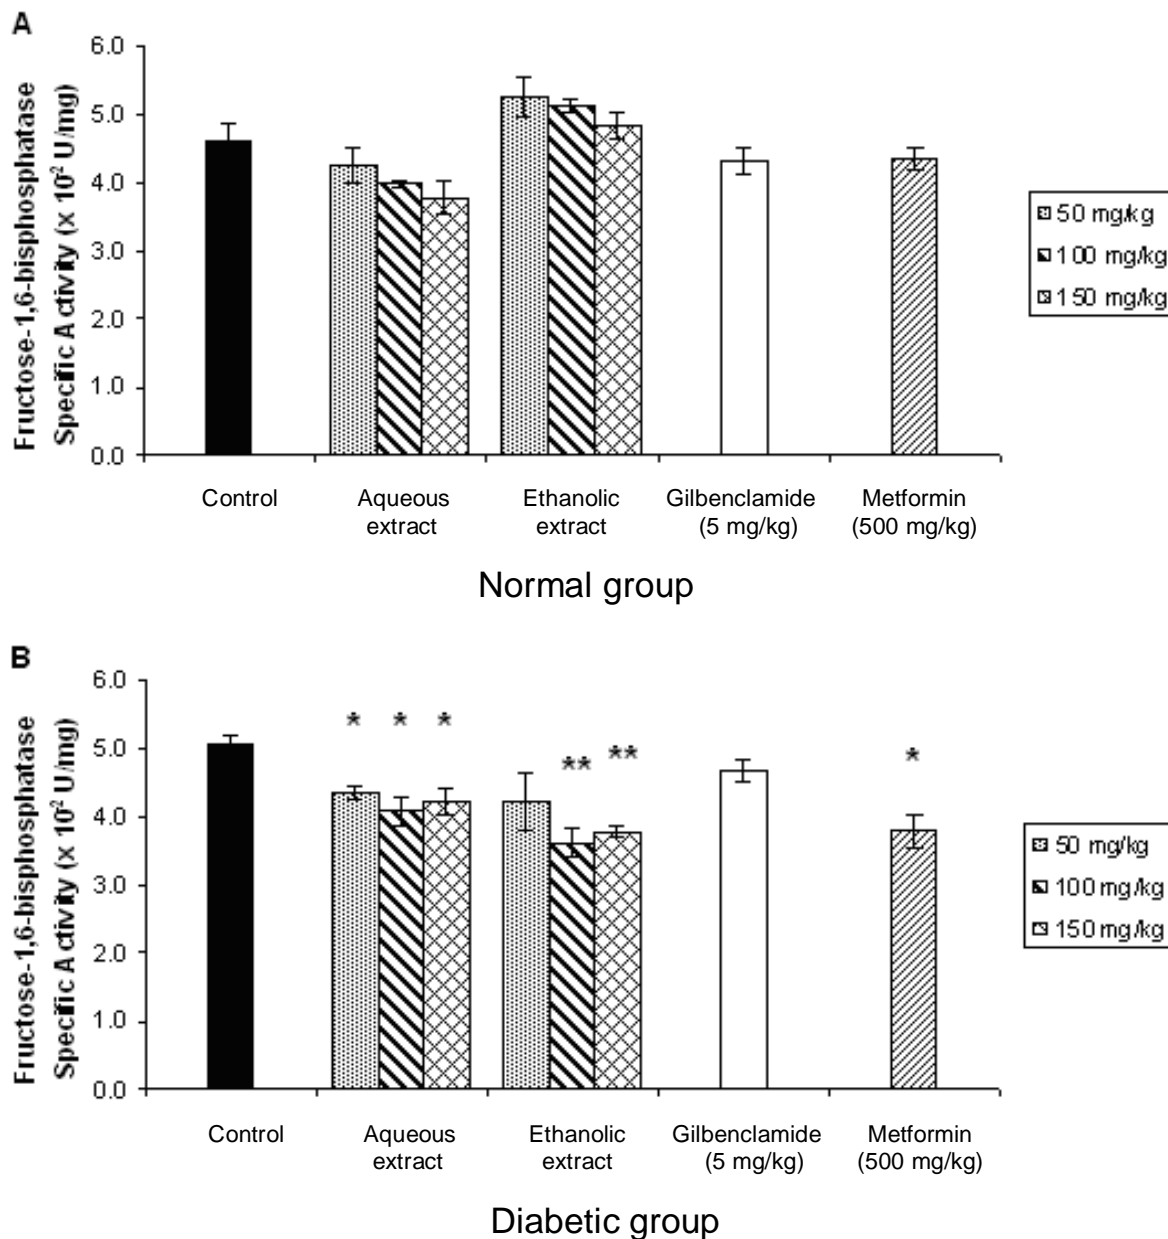 A
Fructose-1,6-bisphosphatase
Specific Activity (x 10² U/mg)
6.0
5.0
4.0
3.0
2.0
1.0
0.0
Control
Aqueous
extract
Ethanolic
extract
Gilbenclamide
(5 mg/kg)
Metformin
(500 mg/kg)
50 mg/kg
100 mg/kg
150 mg/kg
Normal group
B
Fructose-1,6-bisphosphatase
Specific Activity (x 10² U/mg)
6.0
5.0
4.0
3.0
2.0
1.0
0.0
* * * ** ** *
Control
Aqueous
extract
Ethanolic
extract
Gilbenclamide
(5 mg/kg)
Metformin
(500 mg/kg)
50 mg/kg
100 mg/kg
150 mg/kg
Diabetic group